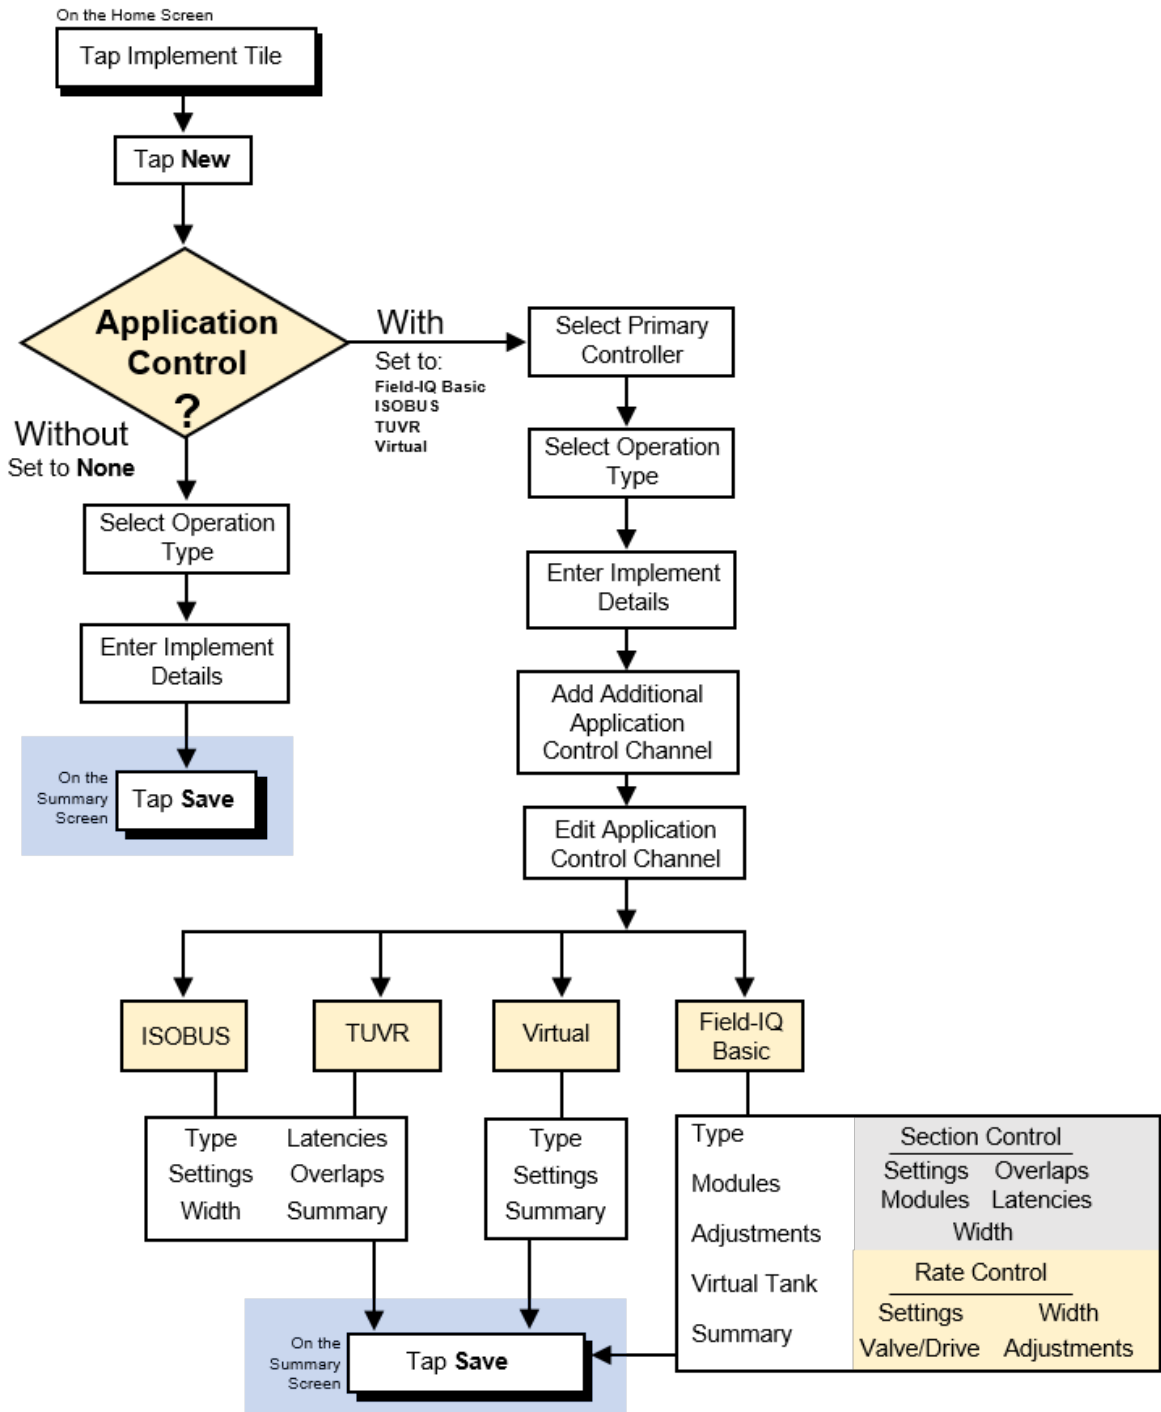 On the Home Screen
Tap Implement Tile
Tap New
Application
Control
?
With
Set to:
Field-IQ Basic
ISOBUS
TUVR
Virtual
Without
Set to None
Select Operation
Type
Enter Implement
Details
On the
Summary
Screen
Tap Save
Select Primary
Controller
Select Operation
Type
Enter Implement
Details
Add Additional
Application
Control Channel
Edit Application
Control Channel
ISOBUS
TUVR
Virtual
Field-IQ
Basic
Type Latencies
Settings Overlaps
Width Summary
Type
Settings
Summary
Type
Modules
Adjustments
Virtual Tank
Summary
Section Control
Settings Overlaps
Modules Latencies
Width
Rate Control
Settings Width
Valve/Drive Adjustments
On the
Summary
Screen
Tap Save